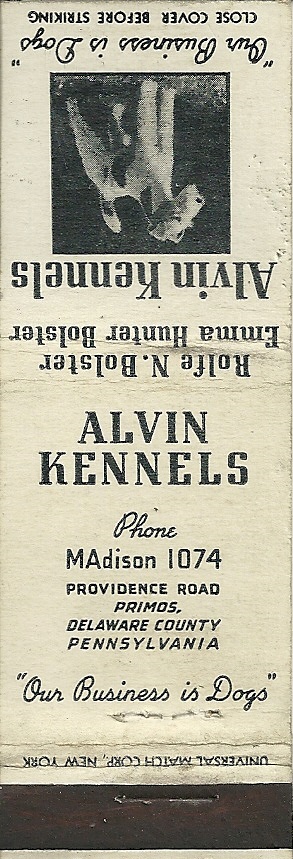 CLOSE COVER BEFORE STRIKING
"Our Business is Dogs"
Alvin Kennels
Emma Hunter Bolster
Rolfe N. Bolster
ALVIN
KENNELS
Phone
MAdison 1074
PROVIDENCE ROAD
PRIMOS,
DELAWARE COUNTY
PENNSYLVANIA
"Our Business is Dogs"
UNIVERSAL MATCH CORP., NEW YORK